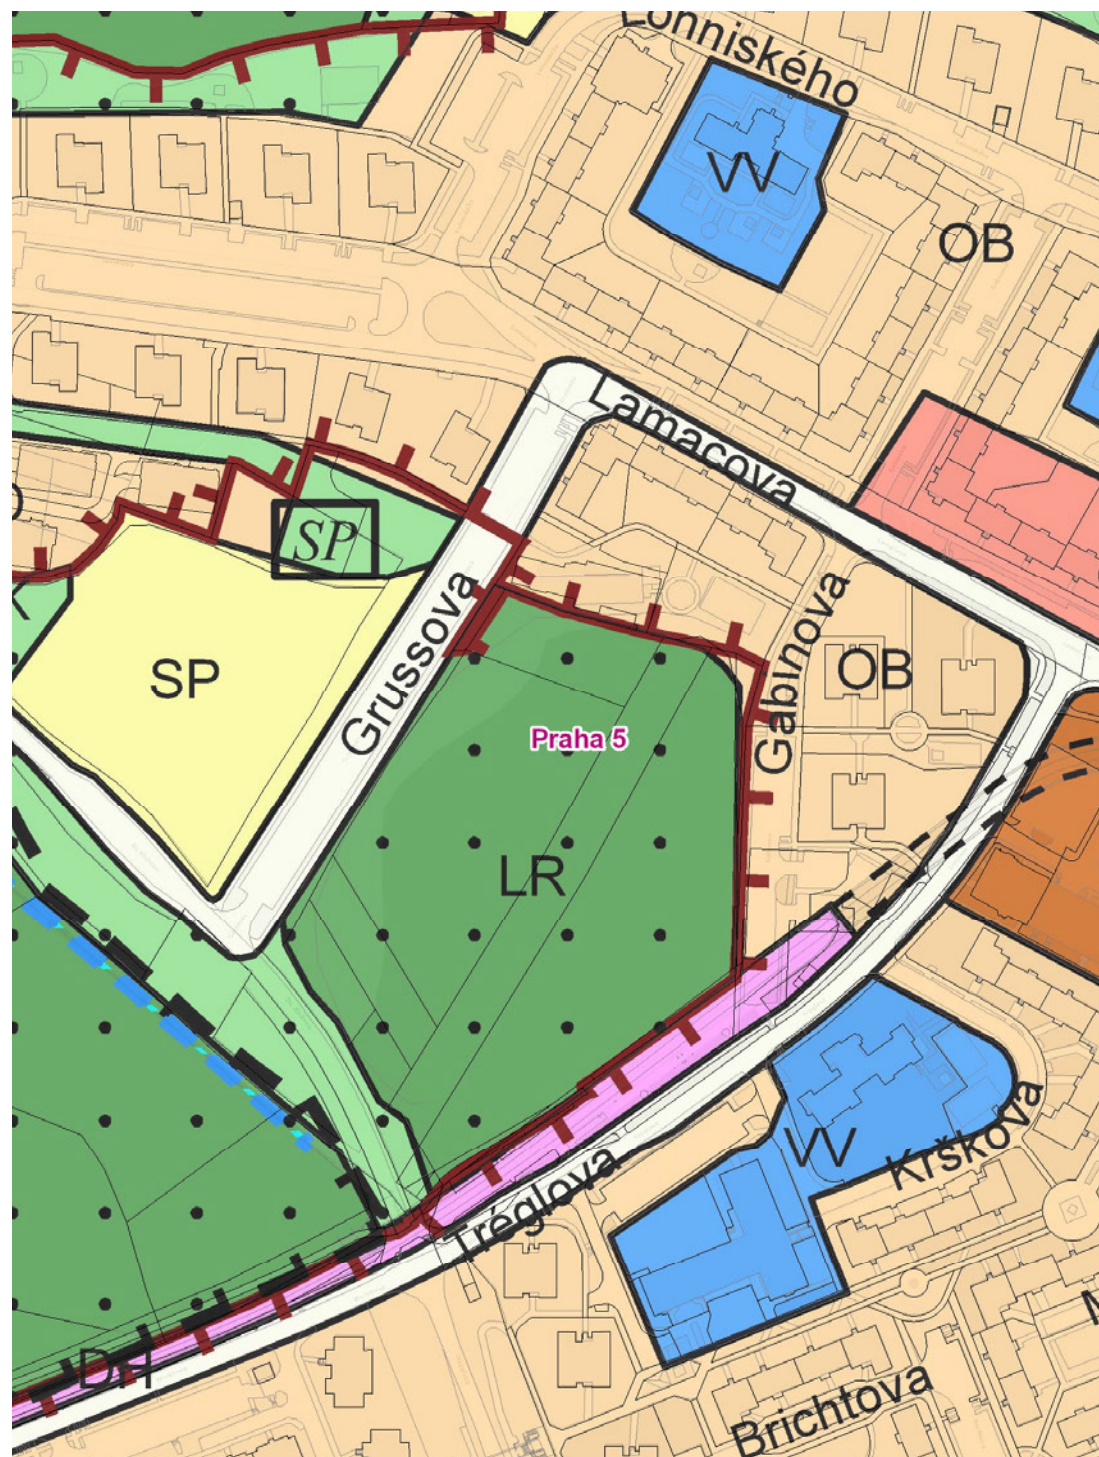 Lohniského
VV
OB
Lamačova
SP
Grussova
SP
Gabinova
OB
Praha 5
LR
VV
Krškova
Tréglova
DH
Brichtova